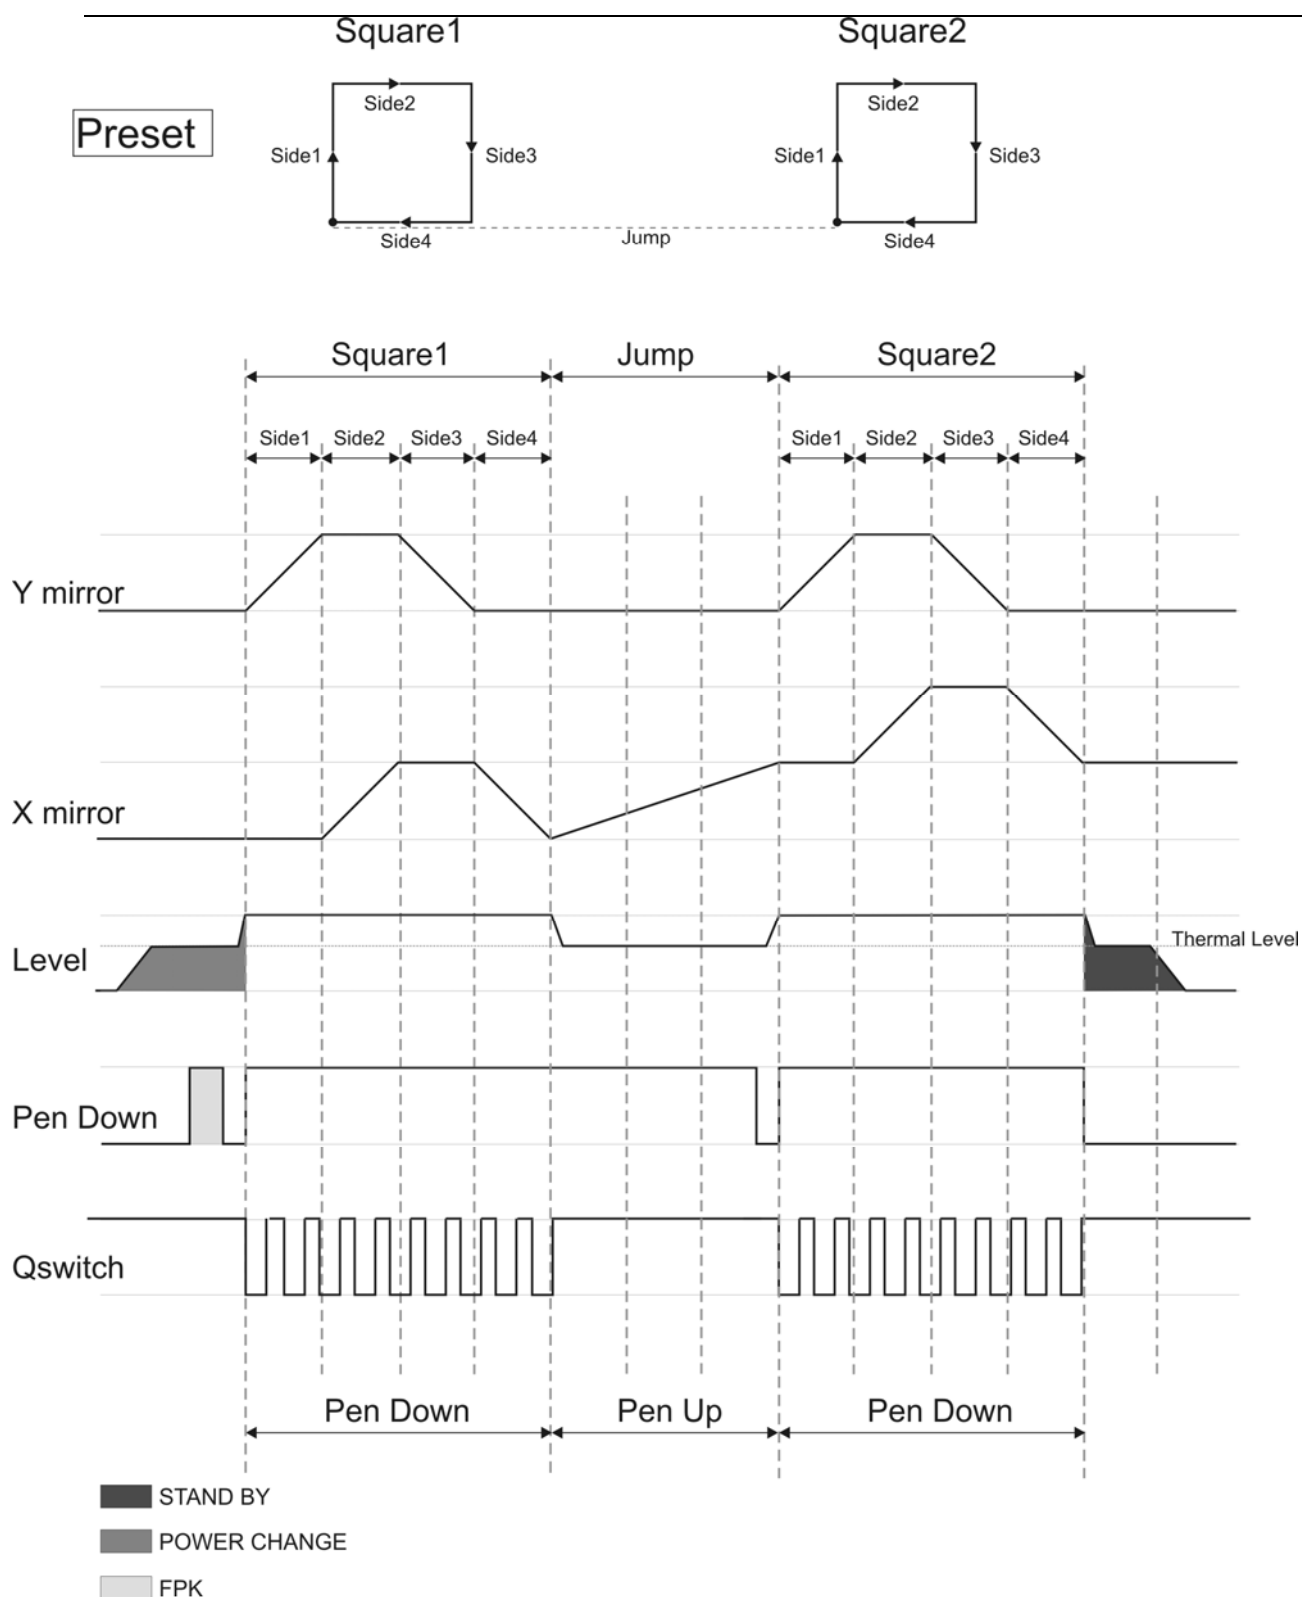 Square1 Square2
Side2 Side2
Preset
Side1 Side3 Side1 Side3
Side4 Jump Side4
Square1 Jump Square2
Side1 Side2 Side3 Side4 Side1 Side2 Side3 Side4
Y mirror
X mirror
Thermal Level
Level
Pen Down
Qswitch
Pen Down Pen Up Pen Down
STAND BY
POWER CHANGE
FPK